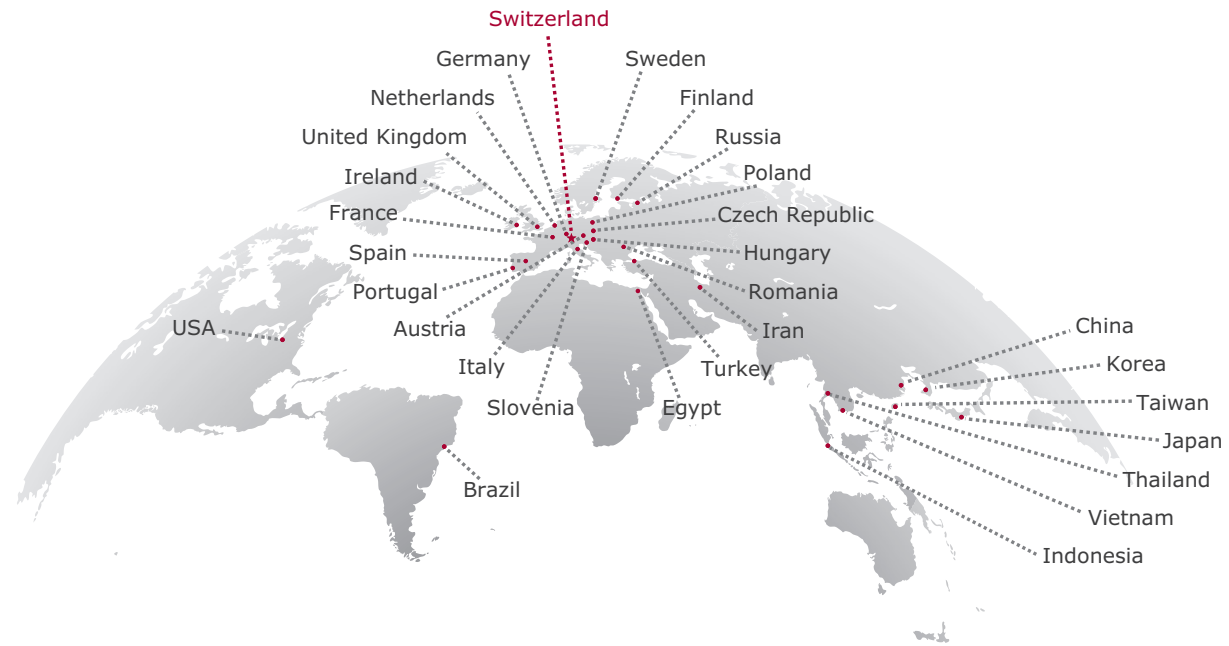 Switzerland
Germany
Sweden
Netherlands
Finland
United Kingdom
Russia
Ireland
Poland
France
Czech Republic
Spain
Hungary
Portugal
Romania
Austria
Iran
USA
China
Italy
Turkey
Korea
Slovenia
Egypt
Taiwan
Japan
Thailand
Brazil
Vietnam
Indonesia